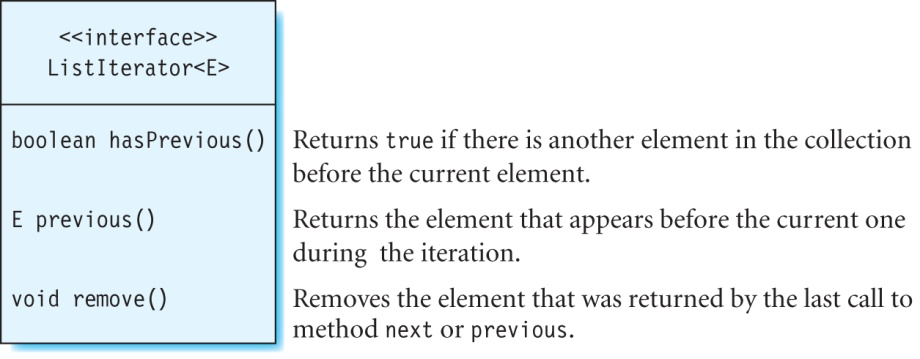 <<interface>>
ListIterator<E>
boolean hasPrevious()
Returns true if there is another element in the collection
before the current element.
E previous()
Returns the element that appears before the current one
during the iteration.
void remove()
Removes the element that was returned by the last call to
method next or previous.